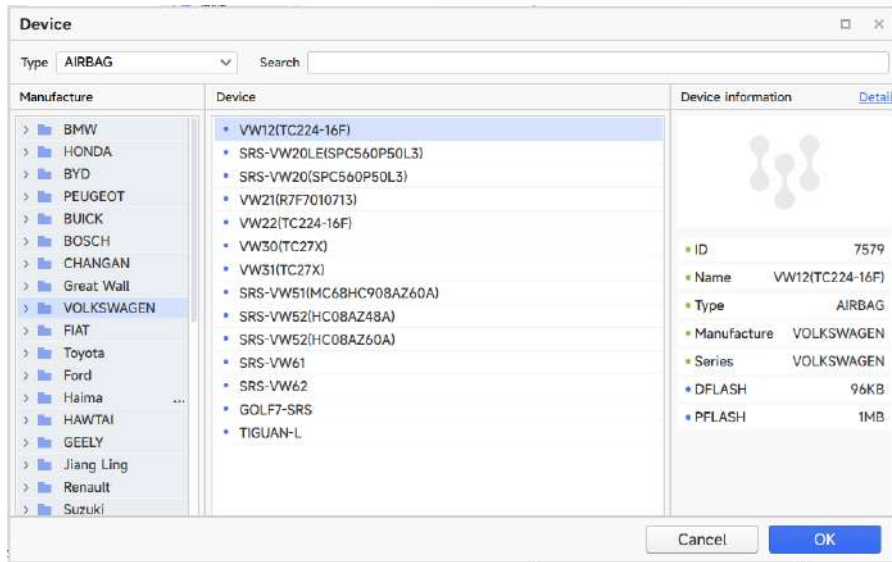 Device
Type AIRBAG Search
Manufacture
BMW
HONDA
BYD
PEUGEOT
BUICK
BOSCH
CHANGAN
Great Wall
VOLKSWAGEN
FIAT
Toyota
Ford
Haima ...
HAWTAI
GEELY
Jiang Ling
Renault
Suzuki
Device
VW12(TC224-16F)
SRS-VW20LE(SPC560P50L3)
SRS-VW20(SPC560P50L3)
VW21(R7F7010713)
VW22(TC224-16F)
VW30(TC27X)
VW31(TC27X)
SRS-VW51(MC68HC908AZ60A)
SRS-VW52(HC08AZ48A)
SRS-VW52(HC08AZ60A)
SRS-VW61
SRS-VW62
GOLF7-SRS
TIGUAN-L
Device information Detail
ID 7579
Name VW12(TC224-16F)
Type AIRBAG
Manufacture VOLKSWAGEN
Series VOLKSWAGEN
DFLASH 96KB
PFLASH 1MB
Cancel OK